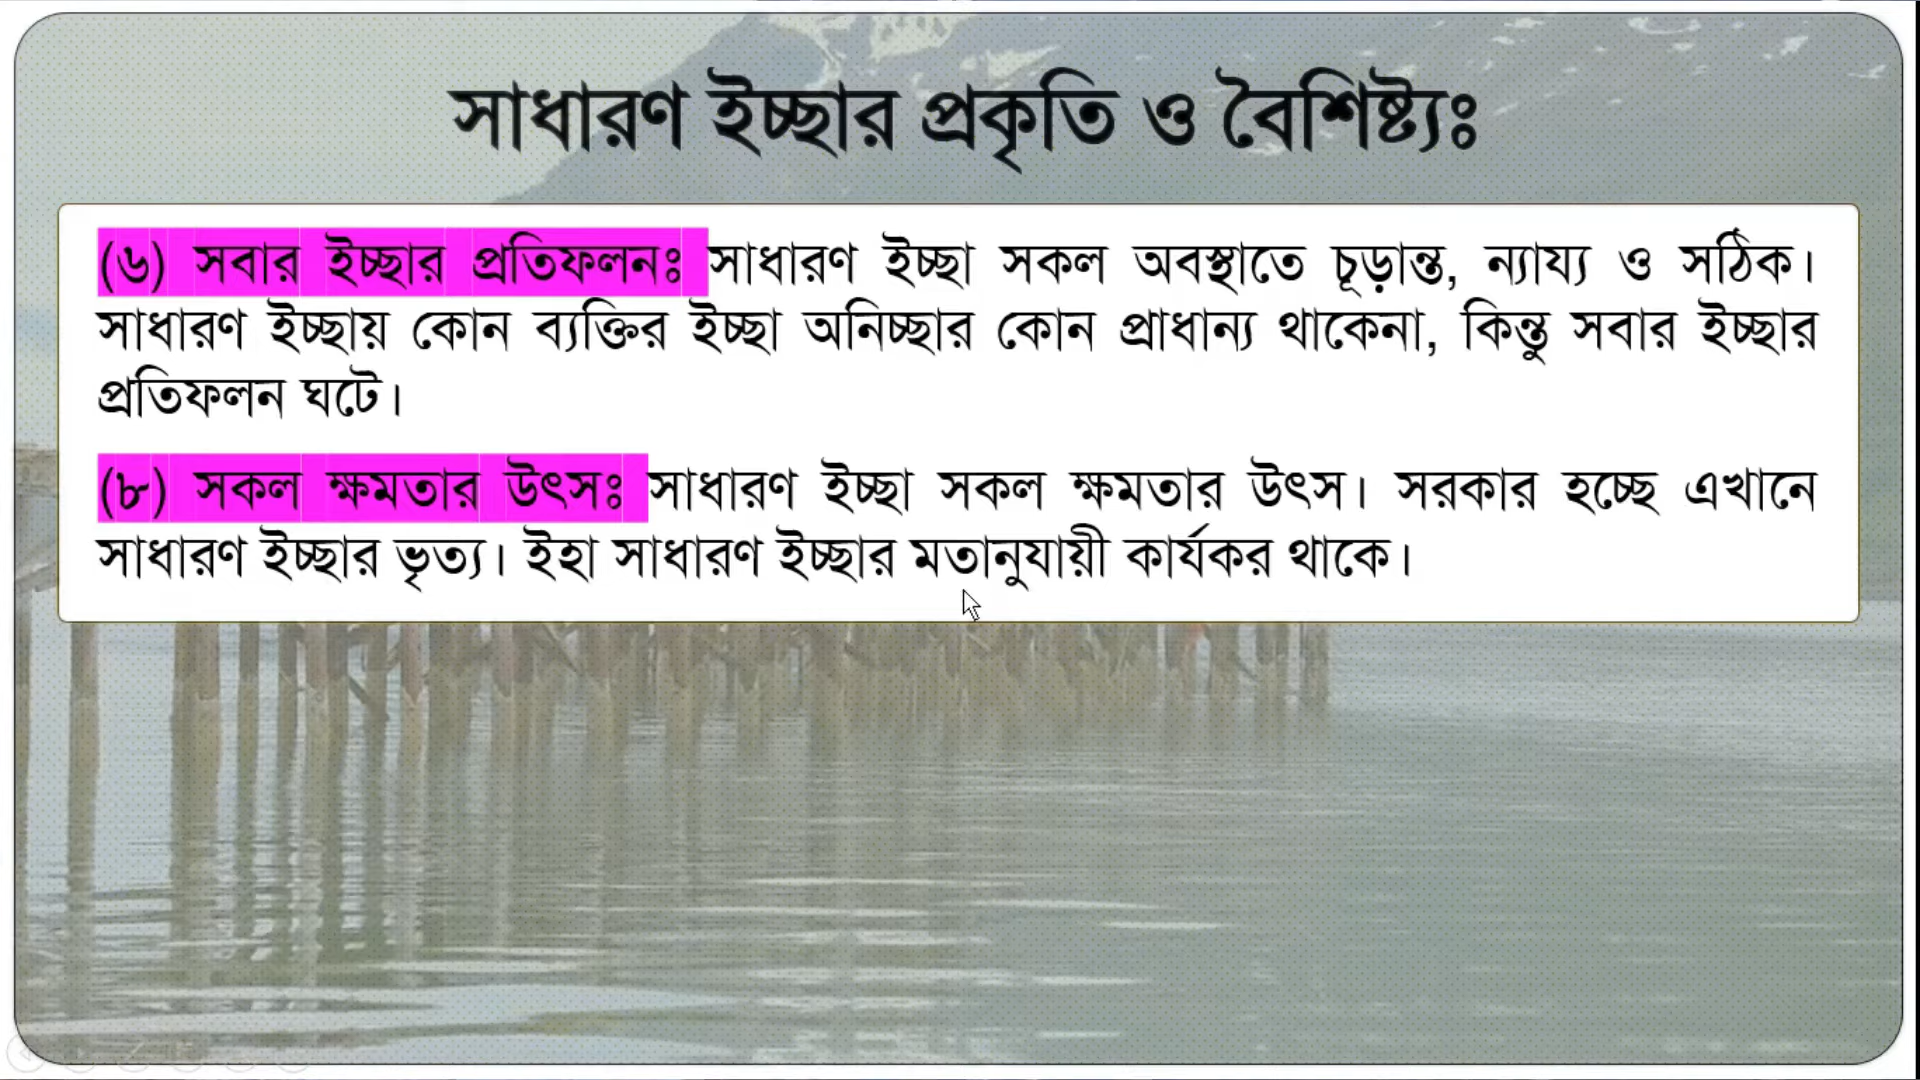 সাধারণ ইচ্ছার প্রকৃতি ও বৈশিষ্ট্যঃ
(৬) সবার ইচ্ছার প্রতিফলনঃ সাধারণ ইচ্ছা সকল অবস্থাতে চূড়ান্ত, ন্যায্য ও সঠিক।
সাধারণ ইচ্ছায় কোন ব্যক্তির ইচ্ছা অনিচ্ছার কোন প্রাধান্য থাকেনা, কিন্তু সবার ইচ্ছার
প্রতিফলন ঘটে।
(৮) সকল ক্ষমতার উৎসঃ সাধারণ ইচ্ছা সকল ক্ষমতার উৎস। সরকার হচ্ছে এখানে
সাধারণ ইচ্ছার ভৃত্য। ইহা সাধারণ ইচ্ছার মতানুযায়ী কার্যকর থাকে।